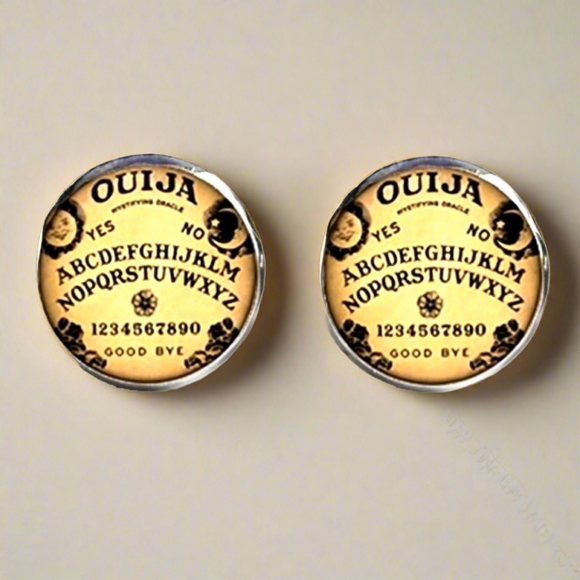 OUIJA
MYSTIFYING ORACLE
YES NO
ABCDEFGHIJKLM
NOPQRSTUVWXYZ
1234567890
GOOD BYE
OUIJA
MYSTIFYING ORACLE
YES NO
ABCDEFGHIJKLM
NOPQRSTUVWXYZ
1234567890
GOOD BYE